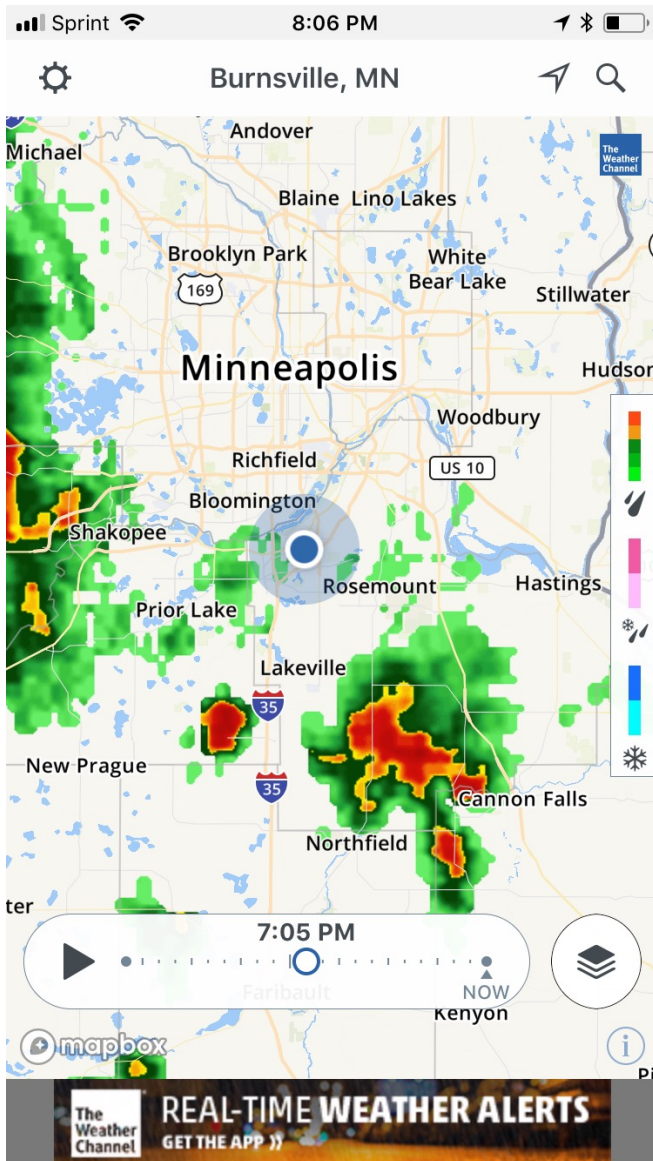 Sprint
8:06 PM
Burnsville, MN
Andover
Michael
The
Weather
Channel
Blaine
Lino Lakes
Brooklyn Park
White
Bear Lake
169
Stillwater
Minneapolis
Hudson
Woodbury
Richfield
US 10
Bloomington
Shakopee
Rosemount
Hastings
Prior Lake
Lakeville
35
New Prague
35
Cannon Falls
Northfield
ter
7:05 PM
NOW
Faribault
Kenyon
mapbox
i
Pi
The
Weather
Channel
REAL-TIME WEATHER ALERTS
GET THE APP ⟫